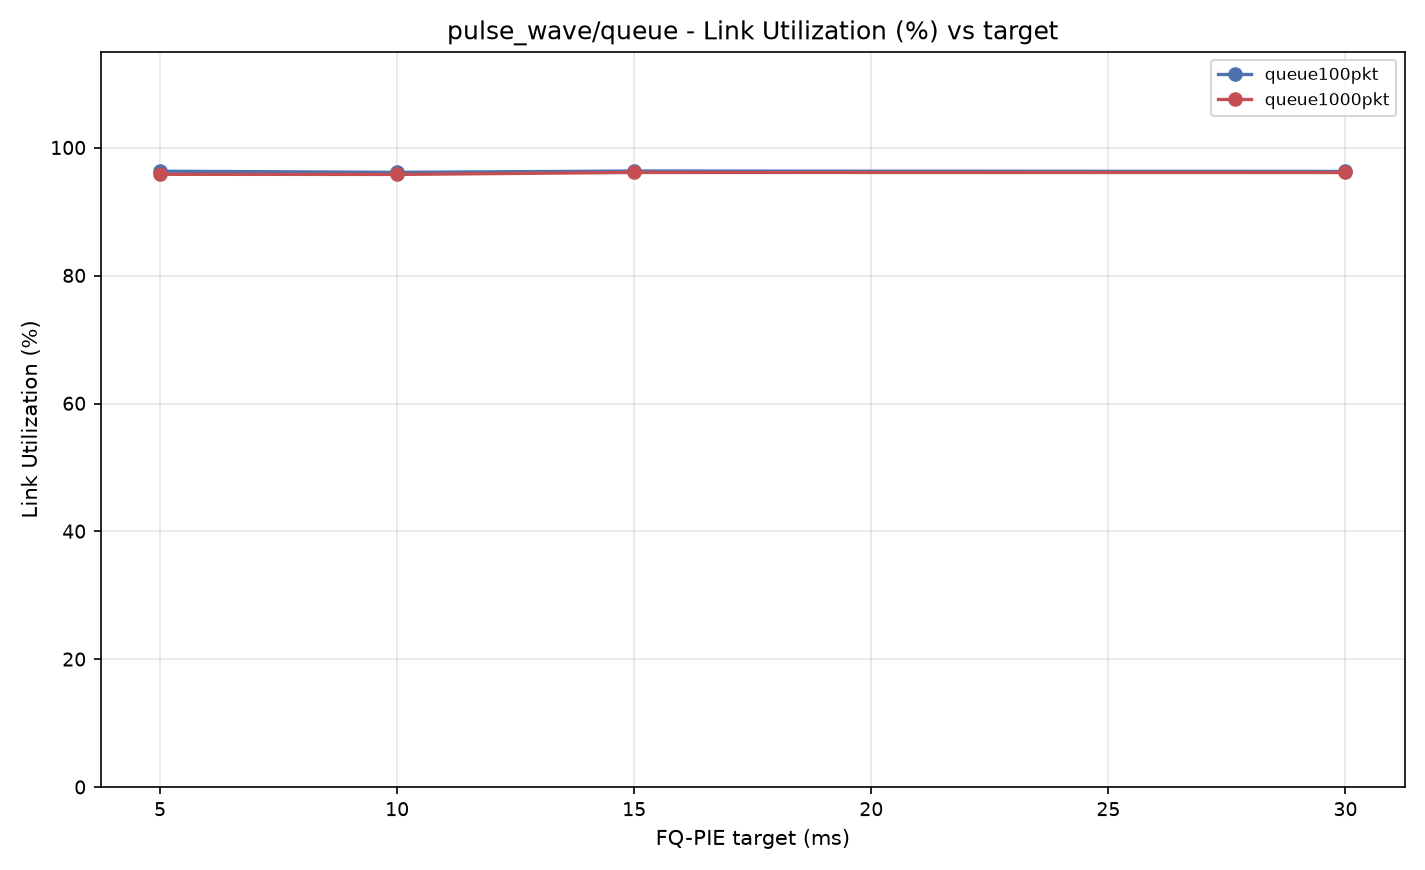 pulse_wave/queue - Link Utilization (%) vs target
queue100pkt
queue1000pkt
Link Utilization (%)
100
80
60
40
20
0
5 10 15 20 25 30
FQ-PIE target (ms)